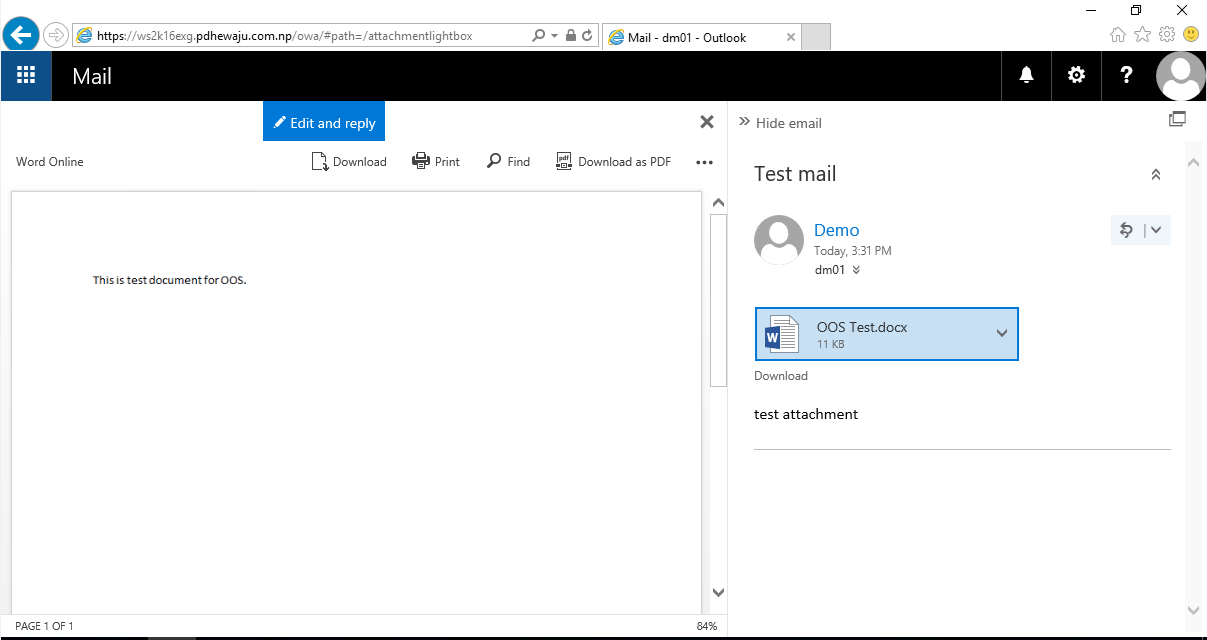 https://ws2k16exg.pdhewaju.com.np/owa/#path=/attachmentlightbox
Mail - dm01 - Outlook
Mail
?
Edit and reply
Hide email
Word Online
Download
Print
Find
Download as PDF
Test mail
Demo
Today, 3:31 PM
dm01
This is test document for OOS.
OOS Test.docx
11 KB
Download
test attachment
PAGE 1 OF 1
84%